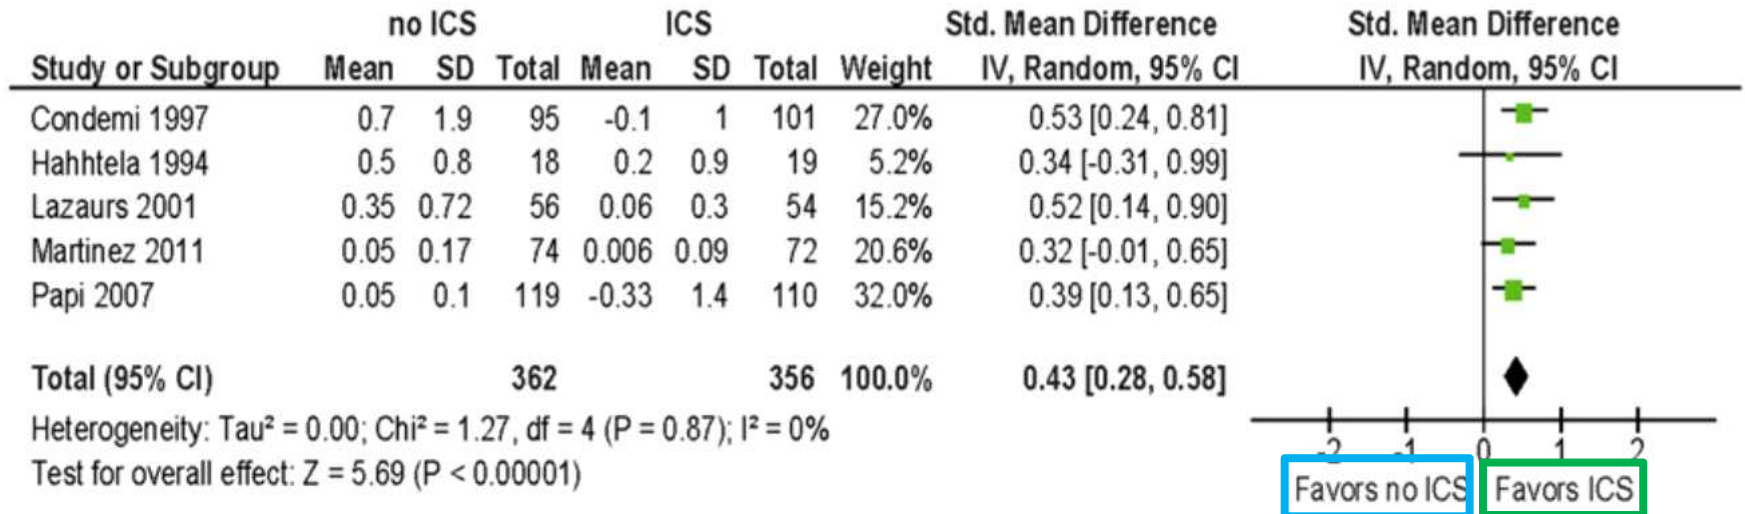 no ICS ICS Std. Mean Difference Std. Mean Difference
Study or Subgroup Mean SD Total Mean SD Total Weight IV, Random, 95% CI IV, Random, 95% CI
Condemi 1997 0.7 1.9 95 -0.1 1 101 27.0% 0.53 [0.24, 0.81]
Hahhtela 1994 0.5 0.8 18 0.2 0.9 19 5.2% 0.34 [-0.31, 0.99]
Lazaurs 2001 0.35 0.72 56 0.06 0.3 54 15.2% 0.52 [0.14, 0.90]
Martinez 2011 0.05 0.17 74 0.006 0.09 72 20.6% 0.32 [-0.01, 0.65]
Papi 2007 0.05 0.1 119 -0.33 1.4 110 32.0% 0.39 [0.13, 0.65]
Total (95% CI) 362 356 100.0% 0.43 [0.28, 0.58]
Heterogeneity: Tau² = 0.00; Chi² = 1.27, df = 4 (P = 0.87); I² = 0%
Test for overall effect: Z = 5.69 (P < 0.00001)
-2 -1 0 1 2
Favors no ICS Favors ICS